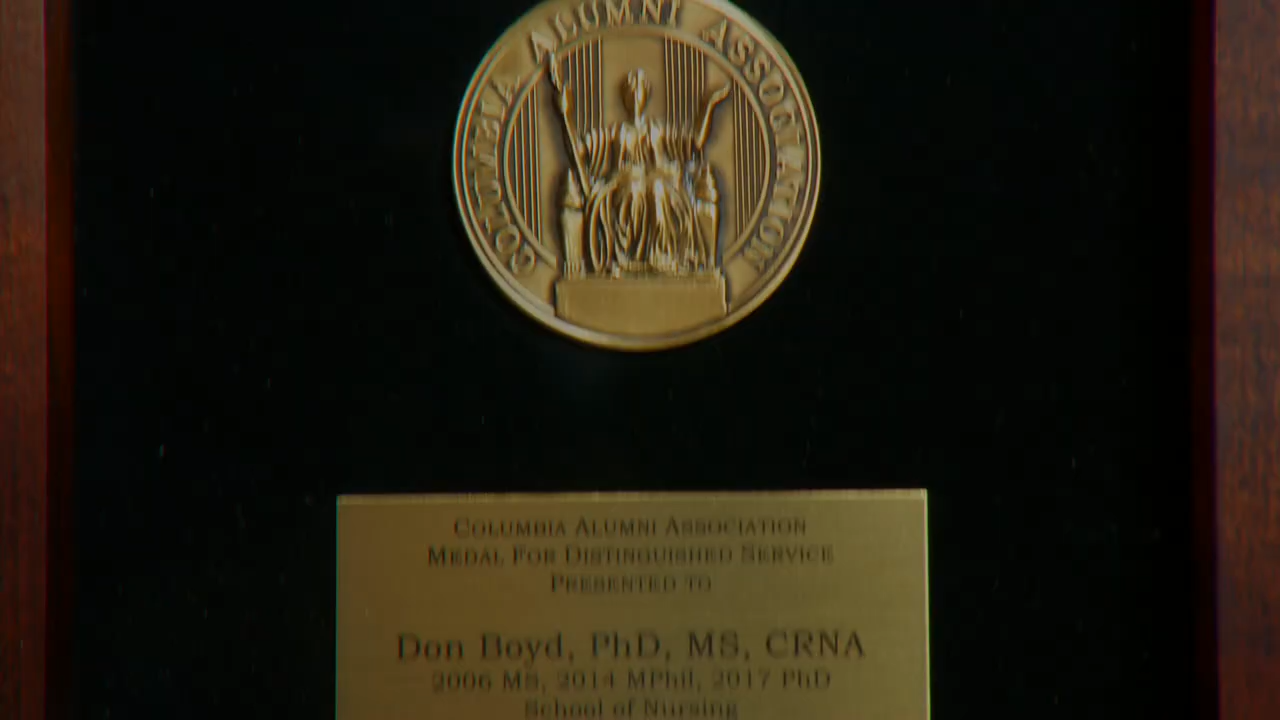 COLUMBIA ALUMNI ASSOCIATION
COLUMBIA ALUMNI ASSOCIATION
MEDAL FOR DISTINGUISHED SERVICE
PRESENTED TO
Don Boyd, PhD, MS, CRNA
2006 MS, 2014 MPhil, 2017 PhD
School of Nursing